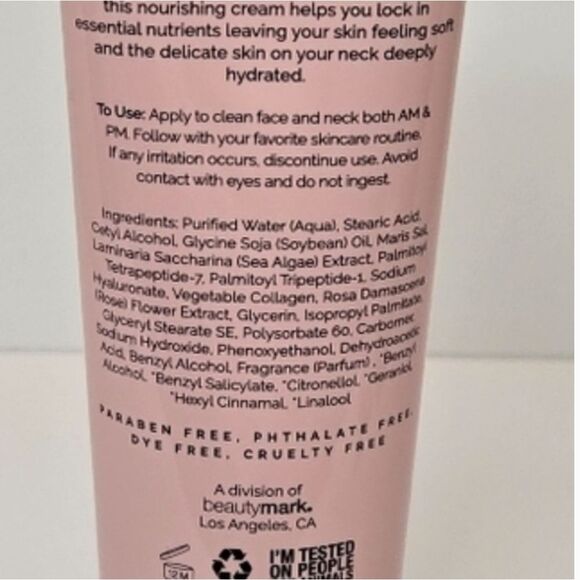 this nourishing cream helps you lock in
essential nutrients leaving your skin feeling soft
and the delicate skin on your neck deeply
hydrated.
To Use: Apply to clean face and neck both AM &
PM. Follow with your favorite skincare routine.
If any irritation occurs, discontinue use. Avoid
contact with eyes and do not ingest.
Ingredients: Purified Water (Aqua), Stearic Acid,
Cetyl Alcohol, Glycine Soja (Soybean) Oil, Maris Sal,
Laminaria Saccharina (Sea Algae) Extract, Palmitoyl
Tetrapeptide-7, Palmitoyl Tripeptide-1, Sodium
Hyaluronate, Vegetable Collagen, Rosa Damascena
(Rose) Flower Extract, Glycerin, Isopropyl Palmitate,
Glyceryl Stearate SE, Polysorbate 60, Carbomer,
Sodium Hydroxide, Phenoxyethanol, Dehydroacetic
Acid, Benzyl Alcohol, Fragrance (Parfum), *Benzyl
Alcohol, *Benzyl Salicylate, *Citronellol, *Geraniol,
*Hexyl Cinnamal, *Linalool
PARABEN FREE, PHTHALATE FREE,
DYE FREE, CRUELTY FREE
A division of
beautymark.
Los Angeles, CA
12M
I'M TESTED
ON PEOPLE
ANIMALS